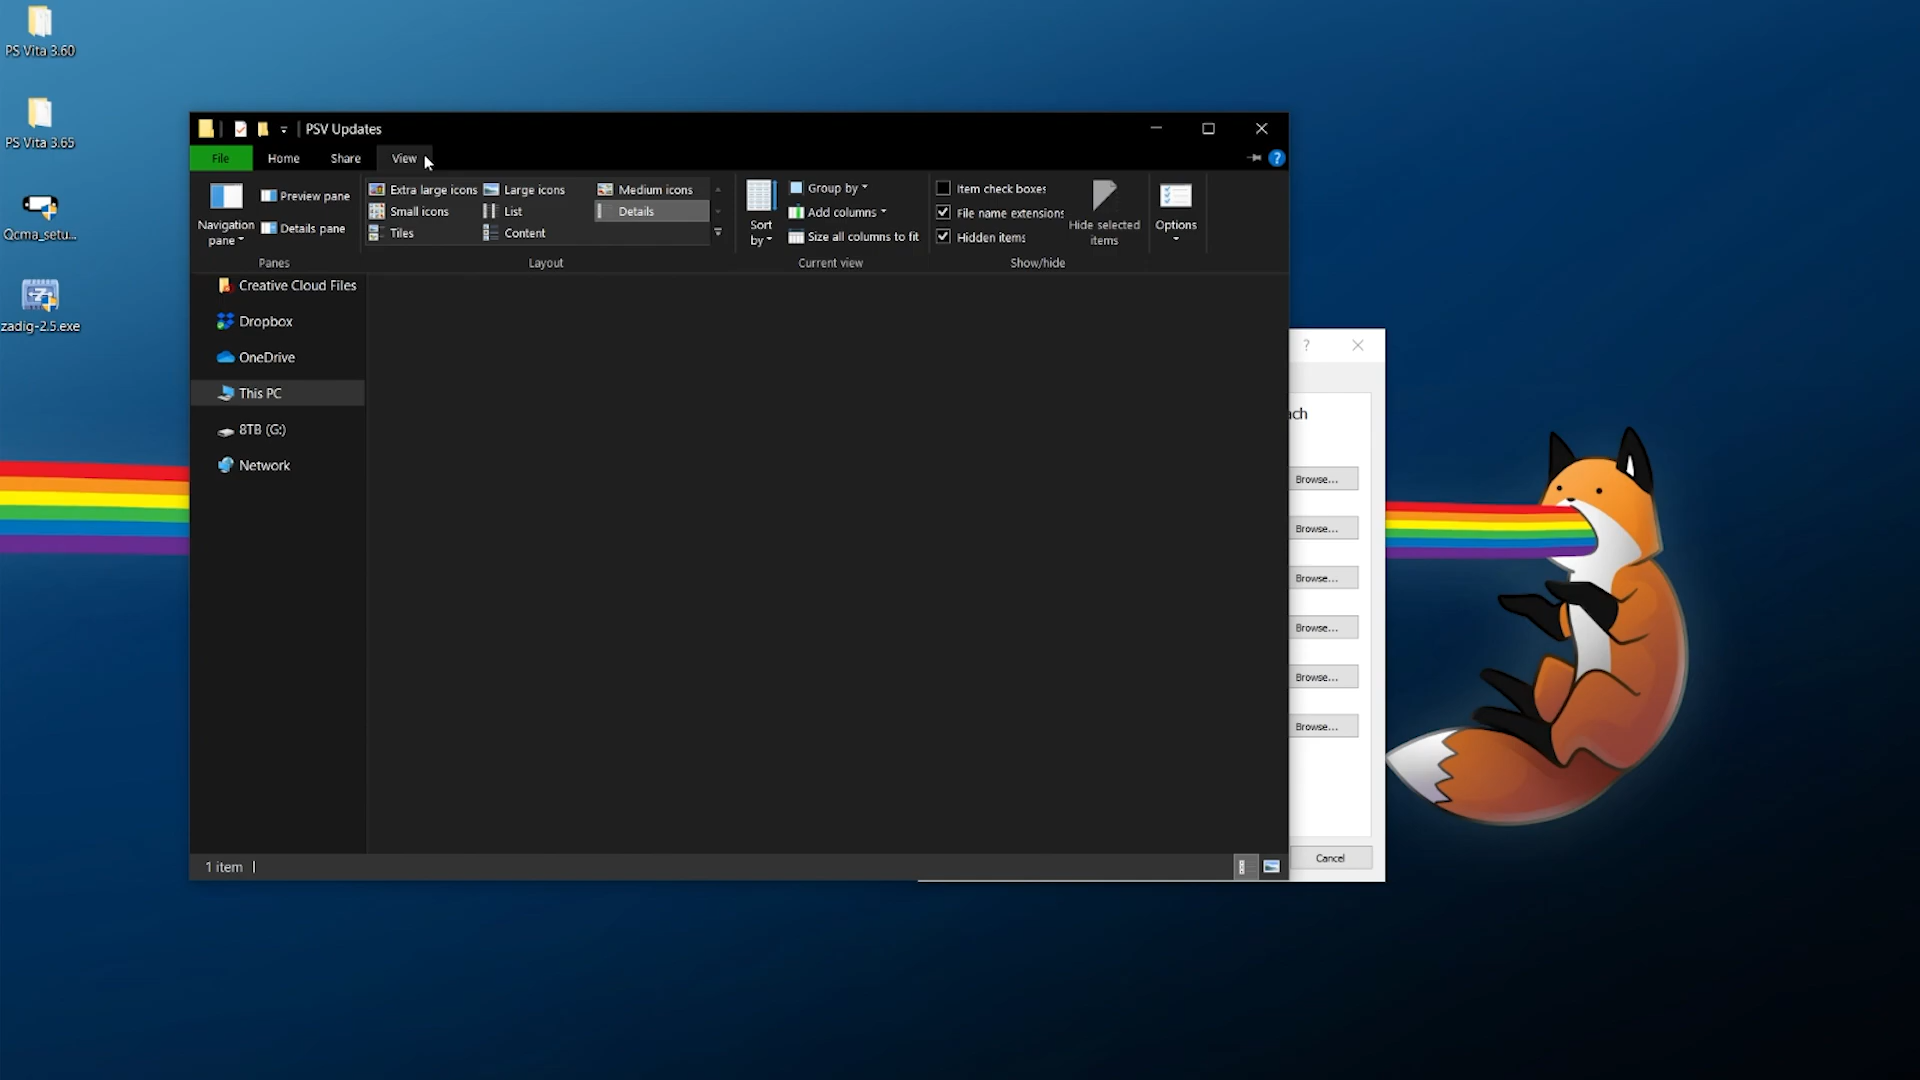 PS Vita 3.60
PS Vita 3.65
Qcma_setu...
zadig-2.5.exe
PSV Updates
File
Home
Share
View
?
Navigation
pane
Preview pane
Details pane
Panes
Extra large icons
Large icons
Medium icons
Small icons
List
Details
Tiles
Content
Layout
Sort
by
Group by
Add columns
Size all columns to fit
Current view
Item check boxes
File name extensions
Hidden items
Hide selected
items
Show/hide
Options
Creative Cloud Files
Dropbox
OneDrive
This PC
8TB (G:)
Network
1 item
?
ach
Browse...
Browse...
Browse...
Browse...
Browse...
Browse...
Cancel